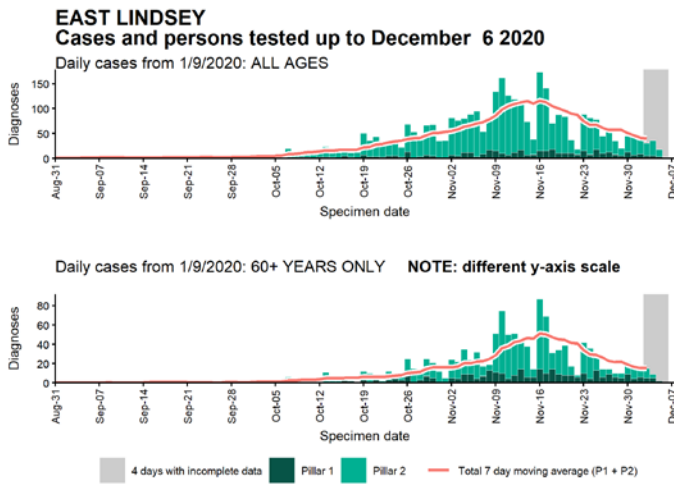 EAST LINDSEY
Cases and persons tested up to December 6 2020
Daily cases from 1/9/2020: ALL AGES
Diagnoses
150
100
50
0
Aug-31
Sep-07
Sep-14
Sep-21
Sep-28
Oct-05
Oct-12
Oct-19
Oct-26
Nov-02
Nov-09
Nov-16
Nov-23
Nov-30
Dec-07
Specimen date
Daily cases from 1/9/2020: 60+ YEARS ONLY NOTE: different y-axis scale
Diagnoses
80
60
40
20
0
Aug-31
Sep-07
Sep-14
Sep-21
Sep-28
Oct-05
Oct-12
Oct-19
Oct-26
Nov-02
Nov-09
Nov-16
Nov-23
Nov-30
Dec-07
Specimen date
4 days with incomplete data Pillar 1 Pillar 2 Total 7 day moving average (P1 + P2)